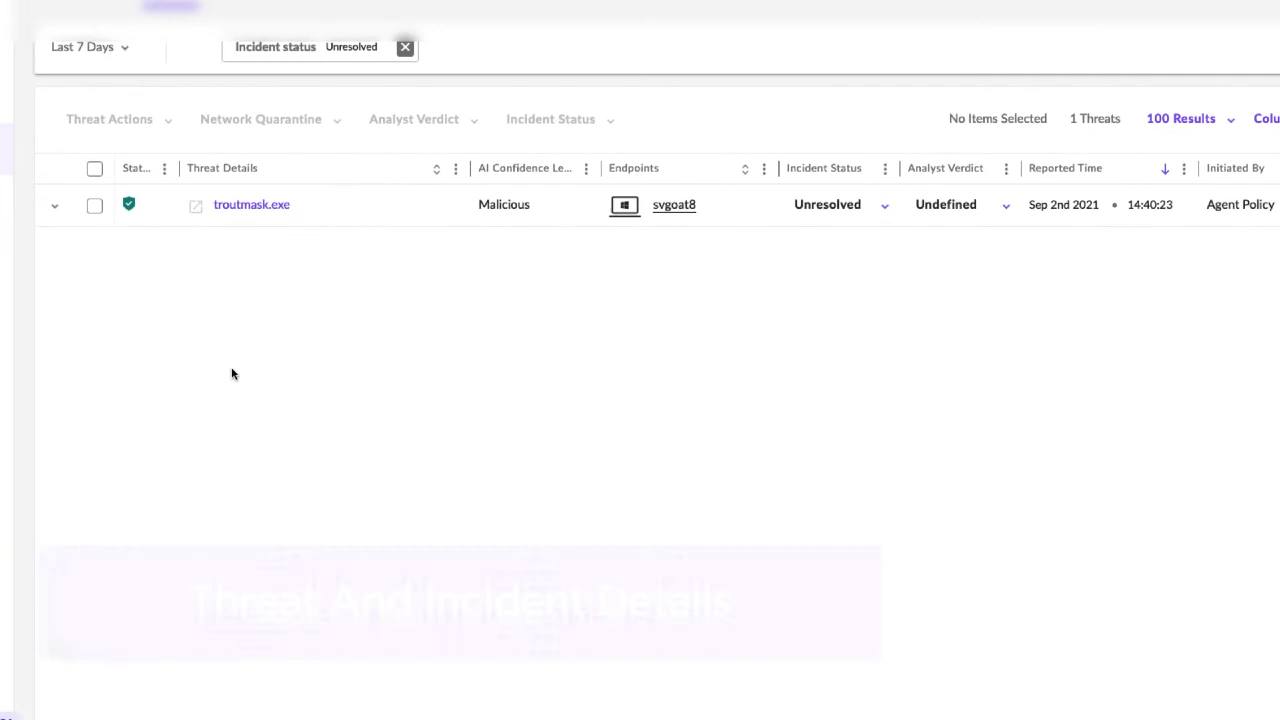 Last 7 Days
Incident status Unresolved
Threat Actions Network Quarantine Analyst Verdict Incident Status No Items Selected 1 Threats 100 Results Colu
Stat... Threat Details AI Confidence Le... Endpoints Incident Status Analyst Verdict Reported Time Initiated By
troutmask.exe Malicious svgoat8 Unresolved Undefined Sep 2nd 2021 • 14:40:23 Agent Policy
Threat And Incident Details